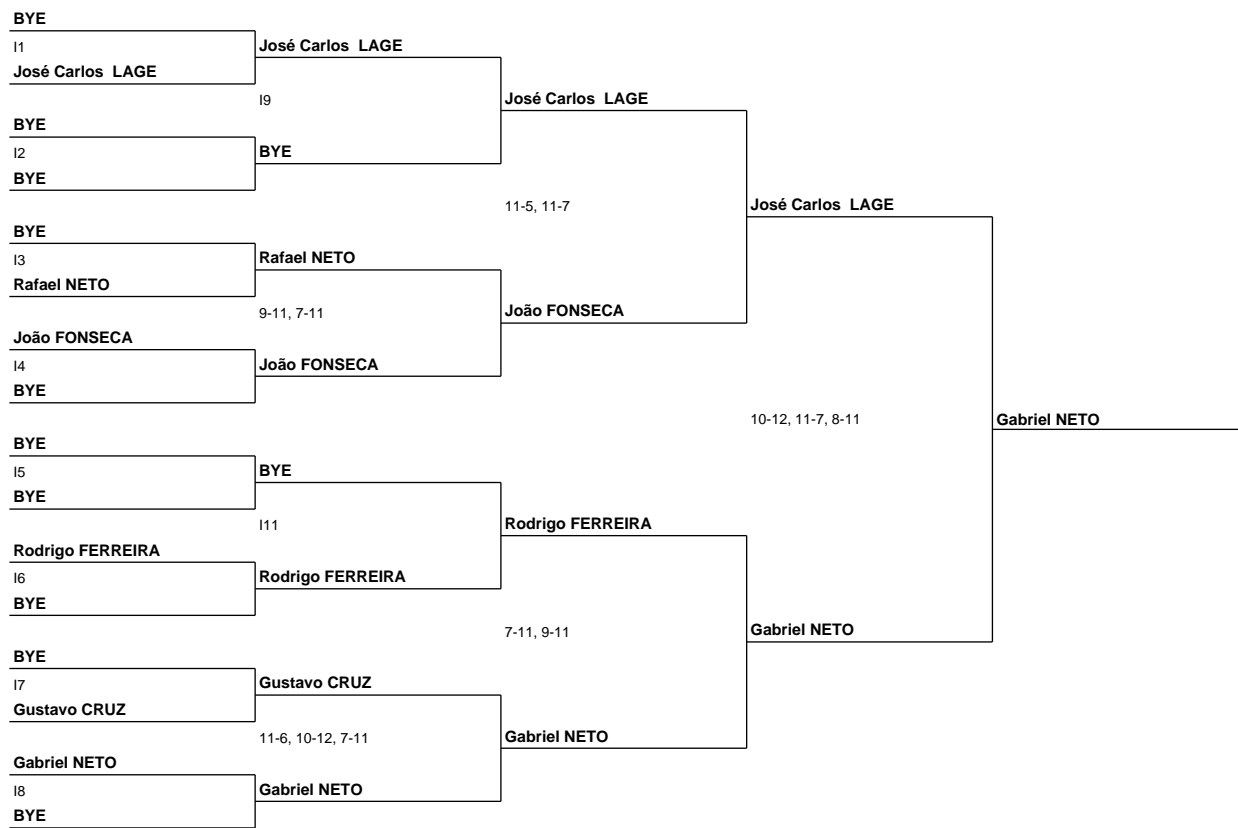 BYE
I1
José Carlos LAGE
José Carlos LAGE
I9
José Carlos LAGE
BYE
I2
BYE
BYE
11-5, 11-7
José Carlos LAGE
BYE
I3
Rafael NETO
Rafael NETO
9-11, 7-11
João FONSECA
João FONSECA
I4
João FONSECA
BYE
10-12, 11-7, 8-11
Gabriel NETO
BYE
I5
BYE
BYE
I11
Rodrigo FERREIRA
Rodrigo FERREIRA
I6
Rodrigo FERREIRA
BYE
7-11, 9-11
Gabriel NETO
BYE
I7
Gustavo CRUZ
Gustavo CRUZ
11-6, 10-12, 7-11
Gabriel NETO
Gabriel NETO
I8
Gabriel NETO
BYE